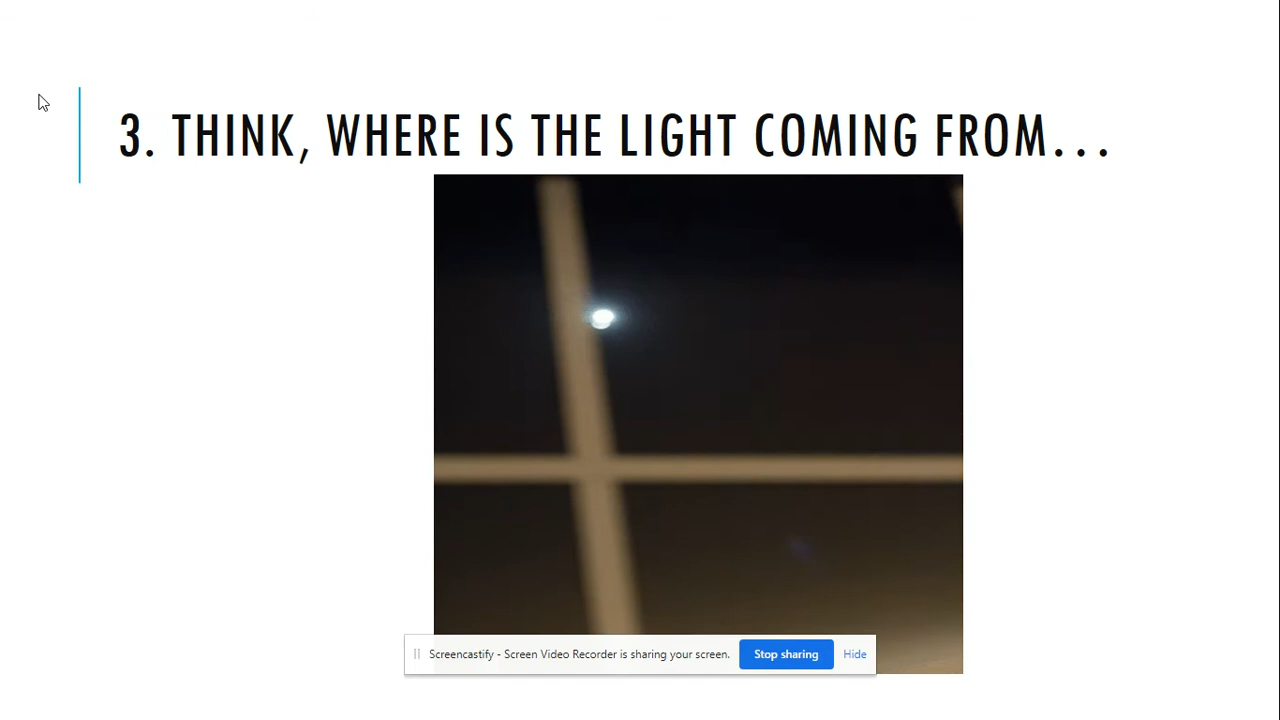 3. THINK, WHERE IS THE LIGHT COMING FROM...
Screencastify - Screen Video Recorder is sharing your screen. Stop sharing Hide